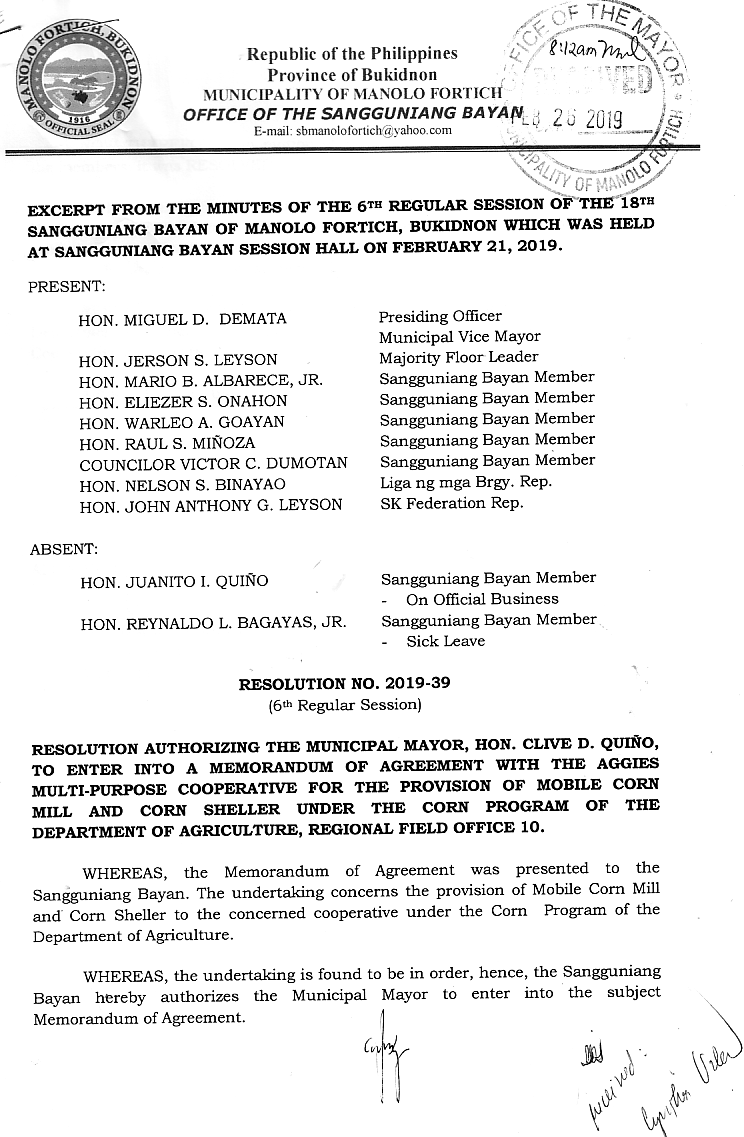 MANOLO FORTICH, BUKIDNON
1916
OFFICIAL SEAL
Republic of the Philippines
Province of Bukidnon
MUNICIPALITY OF MANOLO FORTICH
OFFICE OF THE SANGGUNIANG BAYAN
E-mail: sbmanolofortich@yahoo.com
OFFICE OF THE MAYOR
8:12am
26 2019
MUNICIPALITY OF MANOLO FORTICH
EXCERPT FROM THE MINUTES OF THE 6TH REGULAR SESSION OF THE 18TH
SANGGUNIANG BAYAN OF MANOLO FORTICH, BUKIDNON WHICH WAS HELD
AT SANGGUNIANG BAYAN SESSION HALL ON FEBRUARY 21, 2019.
PRESENT:
HON. MIGUEL D. DEMATA Presiding Officer
Municipal Vice Mayor
HON. JERSON S. LEYSON Majority Floor Leader
HON. MARIO B. ALBARECE, JR. Sangguniang Bayan Member
HON. ELIEZER S. ONAHON Sangguniang Bayan Member
HON. WARLEO A. GOAYAN Sangguniang Bayan Member
HON. RAUL S. MIÑOZA Sangguniang Bayan Member
COUNCILOR VICTOR C. DUMOTAN Sangguniang Bayan Member
HON. NELSON S. BINAYAO Liga ng mga Brgy. Rep.
HON. JOHN ANTHONY G. LEYSON SK Federation Rep.
ABSENT:
HON. JUANITO I. QUIÑO Sangguniang Bayan Member
- On Official Business
HON. REYNALDO L. BAGAYAS, JR. Sangguniang Bayan Member
- Sick Leave
RESOLUTION NO. 2019-39
(6th Regular Session)
RESOLUTION AUTHORIZING THE MUNICIPAL MAYOR, HON. CLIVE D. QUIÑO,
TO ENTER INTO A MEMORANDUM OF AGREEMENT WITH THE AGGIES
MULTI-PURPOSE COOPERATIVE FOR THE PROVISION OF MOBILE CORN
MILL AND CORN SHELLER UNDER THE CORN PROGRAM OF THE
DEPARTMENT OF AGRICULTURE, REGIONAL FIELD OFFICE 10.
WHEREAS, the Memorandum of Agreement was presented to the
Sangguniang Bayan. The undertaking concerns the provision of Mobile Corn Mill
and Corn Sheller to the concerned cooperative under the Corn Program of the
Department of Agriculture.
WHEREAS, the undertaking is found to be in order, hence, the Sangguniang
Bayan hereby authorizes the Municipal Mayor to enter into the subject
Memorandum of Agreement.
received: